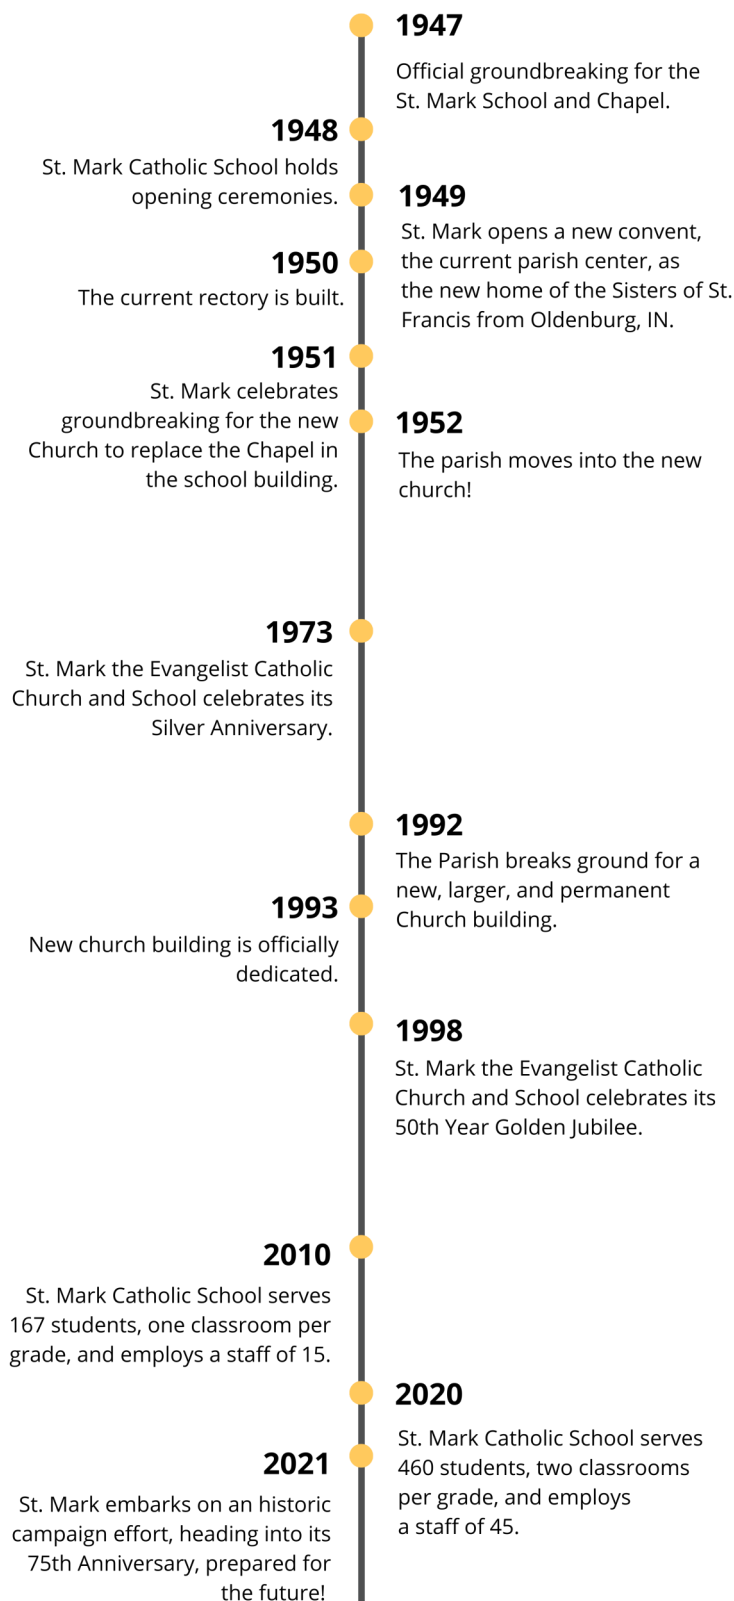 1947
Official groundbreaking for the
St. Mark School and Chapel.
1948
St. Mark Catholic School holds
opening ceremonies.
1949
St. Mark opens a new convent,
the current parish center, as
the new home of the Sisters of St.
Francis from Oldenburg, IN.
1950
The current rectory is built.
1951
St. Mark celebrates
groundbreaking for the new
Church to replace the Chapel in
the school building.
1952
The parish moves into the new
church!
1973
St. Mark the Evangelist Catholic
Church and School celebrates its
Silver Anniversary.
1992
The Parish breaks ground for a
new, larger, and permanent
Church building.
1993
New church building is officially
dedicated.
1998
St. Mark the Evangelist Catholic
Church and School celebrates its
50th Year Golden Jubilee.
2010
St. Mark Catholic School serves
167 students, one classroom per
grade, and employs a staff of 15.
2020
St. Mark Catholic School serves
460 students, two classrooms
per grade, and employs
a staff of 45.
2021
St. Mark embarks on an historic
campaign effort, heading into its
75th Anniversary, prepared for
the future!